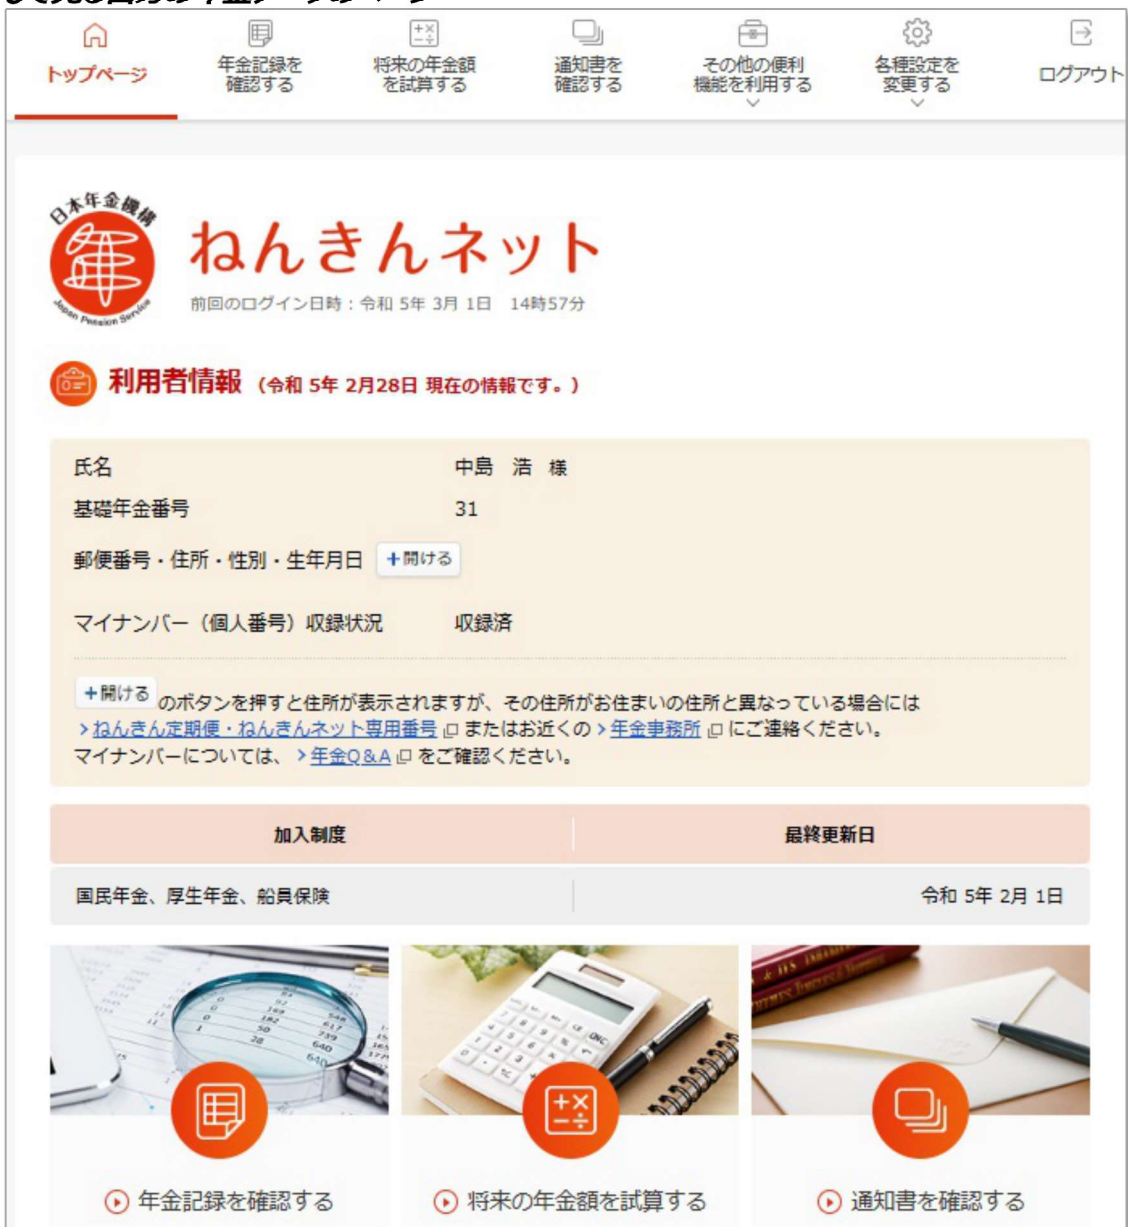 トップページ
年金記録を
確認する
将来の年金額
を試算する
通知書を
確認する
その他の便利
機能を利用する
各種設定を
変更する
ログアウト
日本年金機構
年
Japan Pension Service
ねんきんネット
前回のログイン日時：令和 5年 3月 1日 14時57分
利用者情報 （令和 5年 2月28日 現在の情報です。）
氏名 中島 浩 様
基礎年金番号 31
郵便番号・住所・性別・生年月日 +開ける
マイナンバー（個人番号）収録状況 収録済
+開ける のボタンを押すと住所が表示されますが、その住所がお住まいの住所と異なっている場合には
>ねんきん定期便・ねんきんネット専用番号 またはお近くの >年金事務所 にご連絡ください。
マイナンバーについては、 >年金Q&A をご確認ください。
加入制度 最終更新日
国民年金、厚生年金、船員保険 令和 5年 2月 1日
年金記録を確認する
将来の年金額を試算する
通知書を確認する